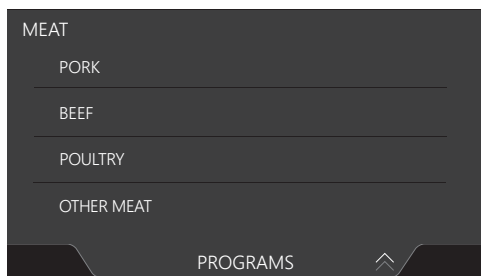 MEAT
PORK
BEEF
POULTRY
OTHER MEAT
PROGRAMS